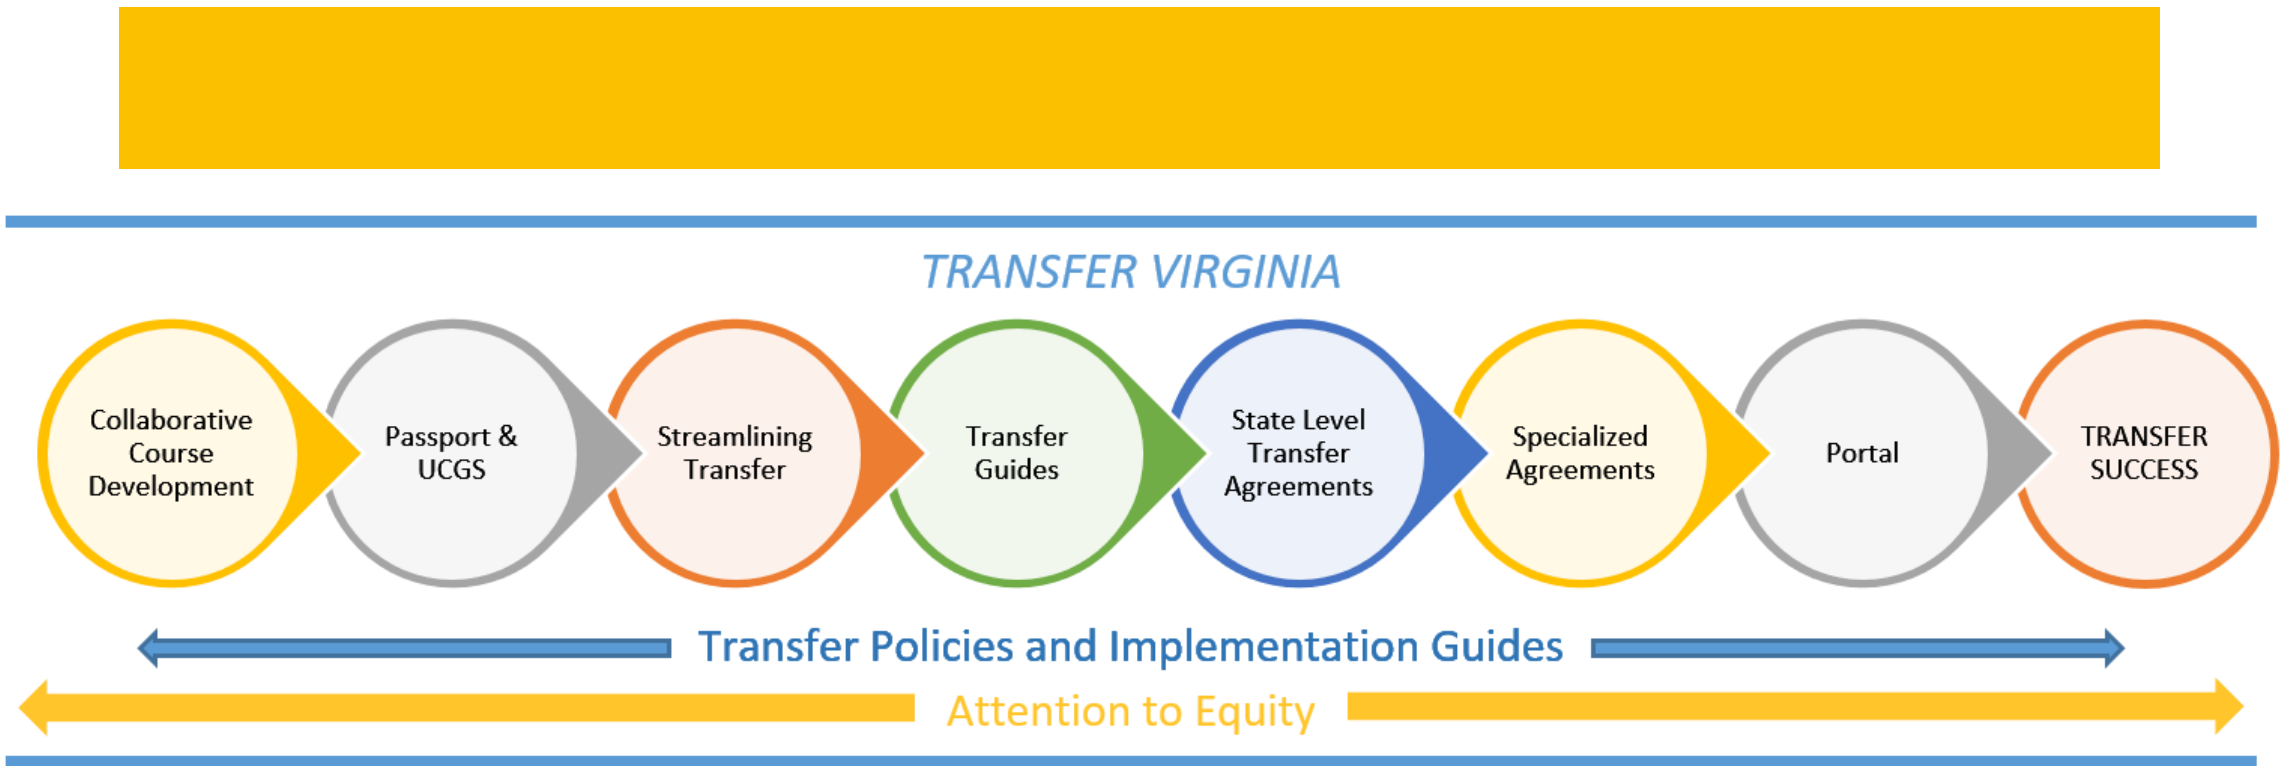 TRANSFER VIRGINIA
Collaborative
Course
Development
Passport &
UCGS
Streamlining
Transfer
Transfer
Guides
State Level
Transfer
Agreements
Specialized
Agreements
Portal
TRANSFER
SUCCESS
Transfer Policies and Implementation Guides
Attention to Equity